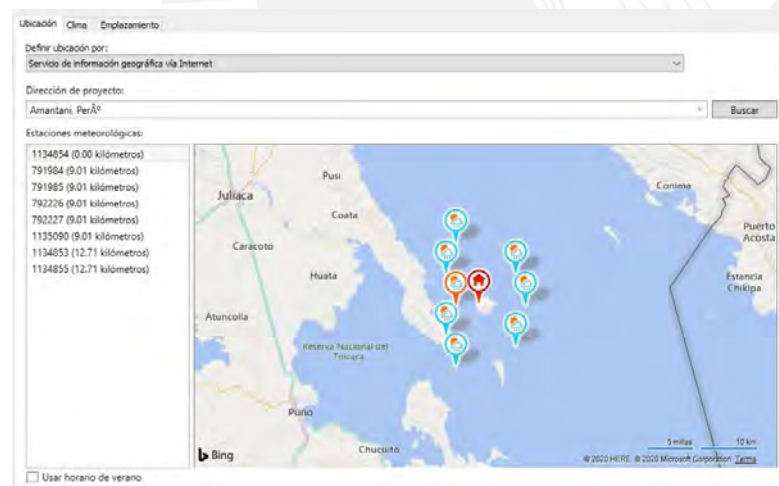 Ubicación Clima Emplazamiento
Definir ubicación por:
Servicio de información geográfica vía Internet
Dirección de proyecto:
Amantani, PerÃº
Buscar
Estaciones meteorológicas:
1134854 (0.00 kilómetros)
791984 (9.01 kilómetros)
791985 (9.01 kilómetros)
792226 (9.01 kilómetros)
792227 (9.01 kilómetros)
1135090 (9.01 kilómetros)
1134853 (12.71 kilómetros)
1134855 (12.71 kilómetros)
Pusi
Conima
Juliaca
Coata
Puerto
Acosta
Caracoto
Huata
Estancia
Chikipa
Atuncolla
Reserva Nacional del
Titicaca
Puno
Chucuito
Bing
5 millas 10 km
© 2020 HERE, © 2020 Microsoft Corporation Terms
Usar horario de verano